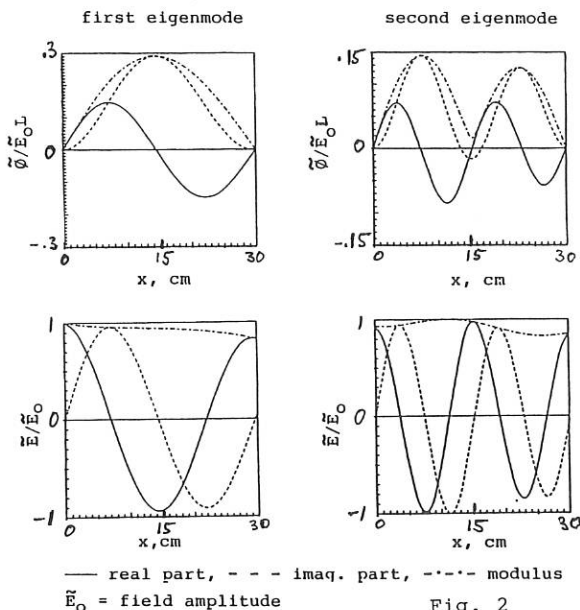 first eigenmode
second eigenmode
.3
0
-.3
φ̃/Ẽ₀L
0 15 30
x, cm
.15
0
-.15
φ̃/Ẽ₀L
0 15 30
x, cm
1
0
-1
Ẽ/Ẽ₀
0 15 30
x, cm
1
0
-1
Ẽ/Ẽ₀
0 15 30
x, cm
real part, imag. part, modulus
Ẽ₀ = field amplitude
Fig. 2